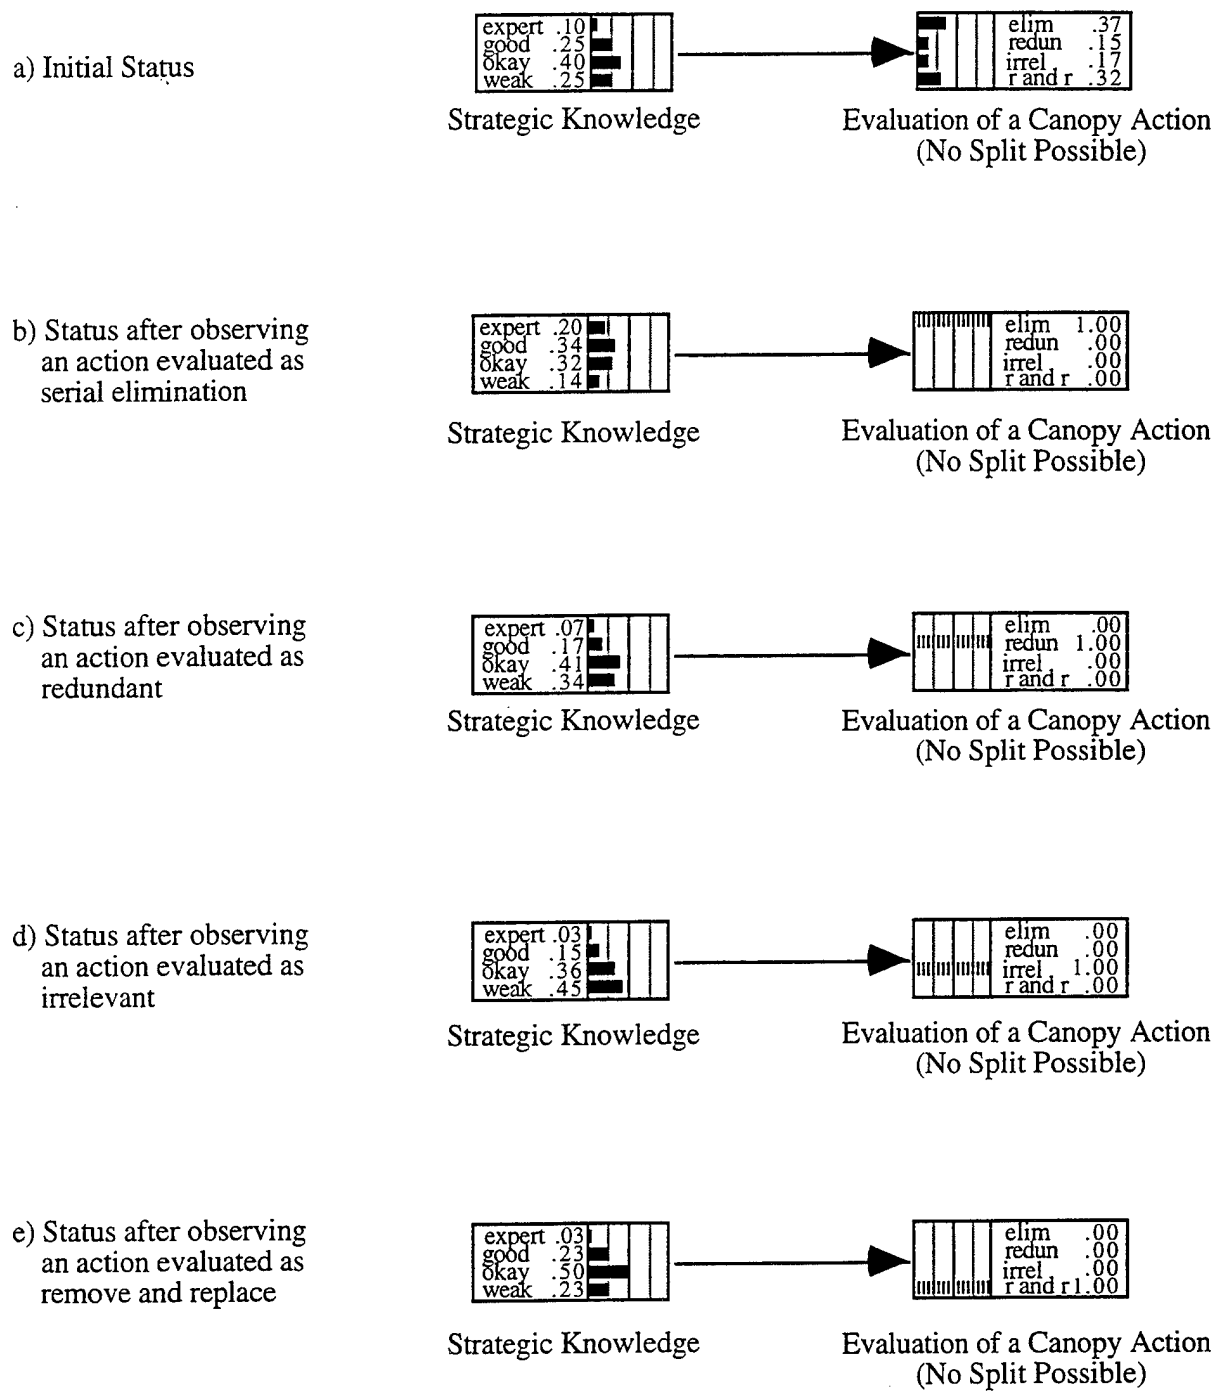 a) Initial Status
expert .10
good .25
okay .40
weak .25
Strategic Knowledge
elim .37
redun .15
irrel .17
r and r .32
Evaluation of a Canopy Action
(No Split Possible)
b) Status after observing
an action evaluated as
serial elimination
expert .20
good .34
okay .32
weak .14
Strategic Knowledge
elim 1.00
redun .00
irrel .00
r and r .00
Evaluation of a Canopy Action
(No Split Possible)
c) Status after observing
an action evaluated as
redundant
expert .07
good .17
okay .41
weak .34
Strategic Knowledge
elim .00
redun 1.00
irrel .00
r and r .00
Evaluation of a Canopy Action
(No Split Possible)
d) Status after observing
an action evaluated as
irrelevant
expert .03
good .15
okay .36
weak .45
Strategic Knowledge
elim .00
redun .00
irrel 1.00
r and r .00
Evaluation of a Canopy Action
(No Split Possible)
e) Status after observing
an action evaluated as
remove and replace
expert .03
good .23
okay .50
weak .23
Strategic Knowledge
elim .00
redun .00
irrel .00
r and r 1.00
Evaluation of a Canopy Action
(No Split Possible)